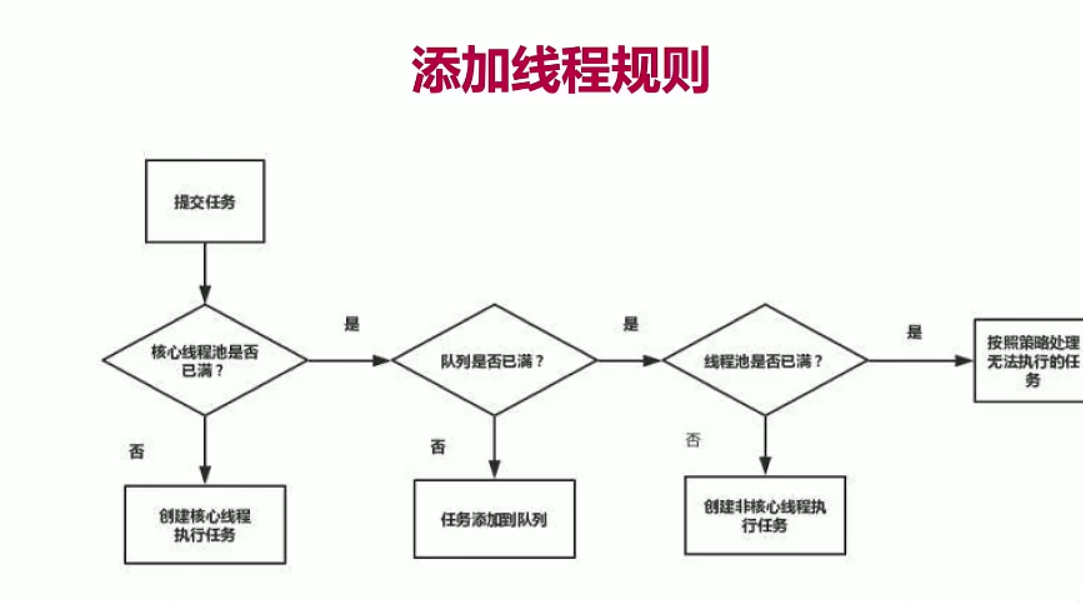 添加线程规则
提交任务
核心线程池是否
已满？
是
队列是否已满？
是
线程池是否已满？
是
按照策略处理
无法执行的任
务
否
创建核心线程
执行任务
否
任务添加到队列
否
创建非核心线程执
行任务